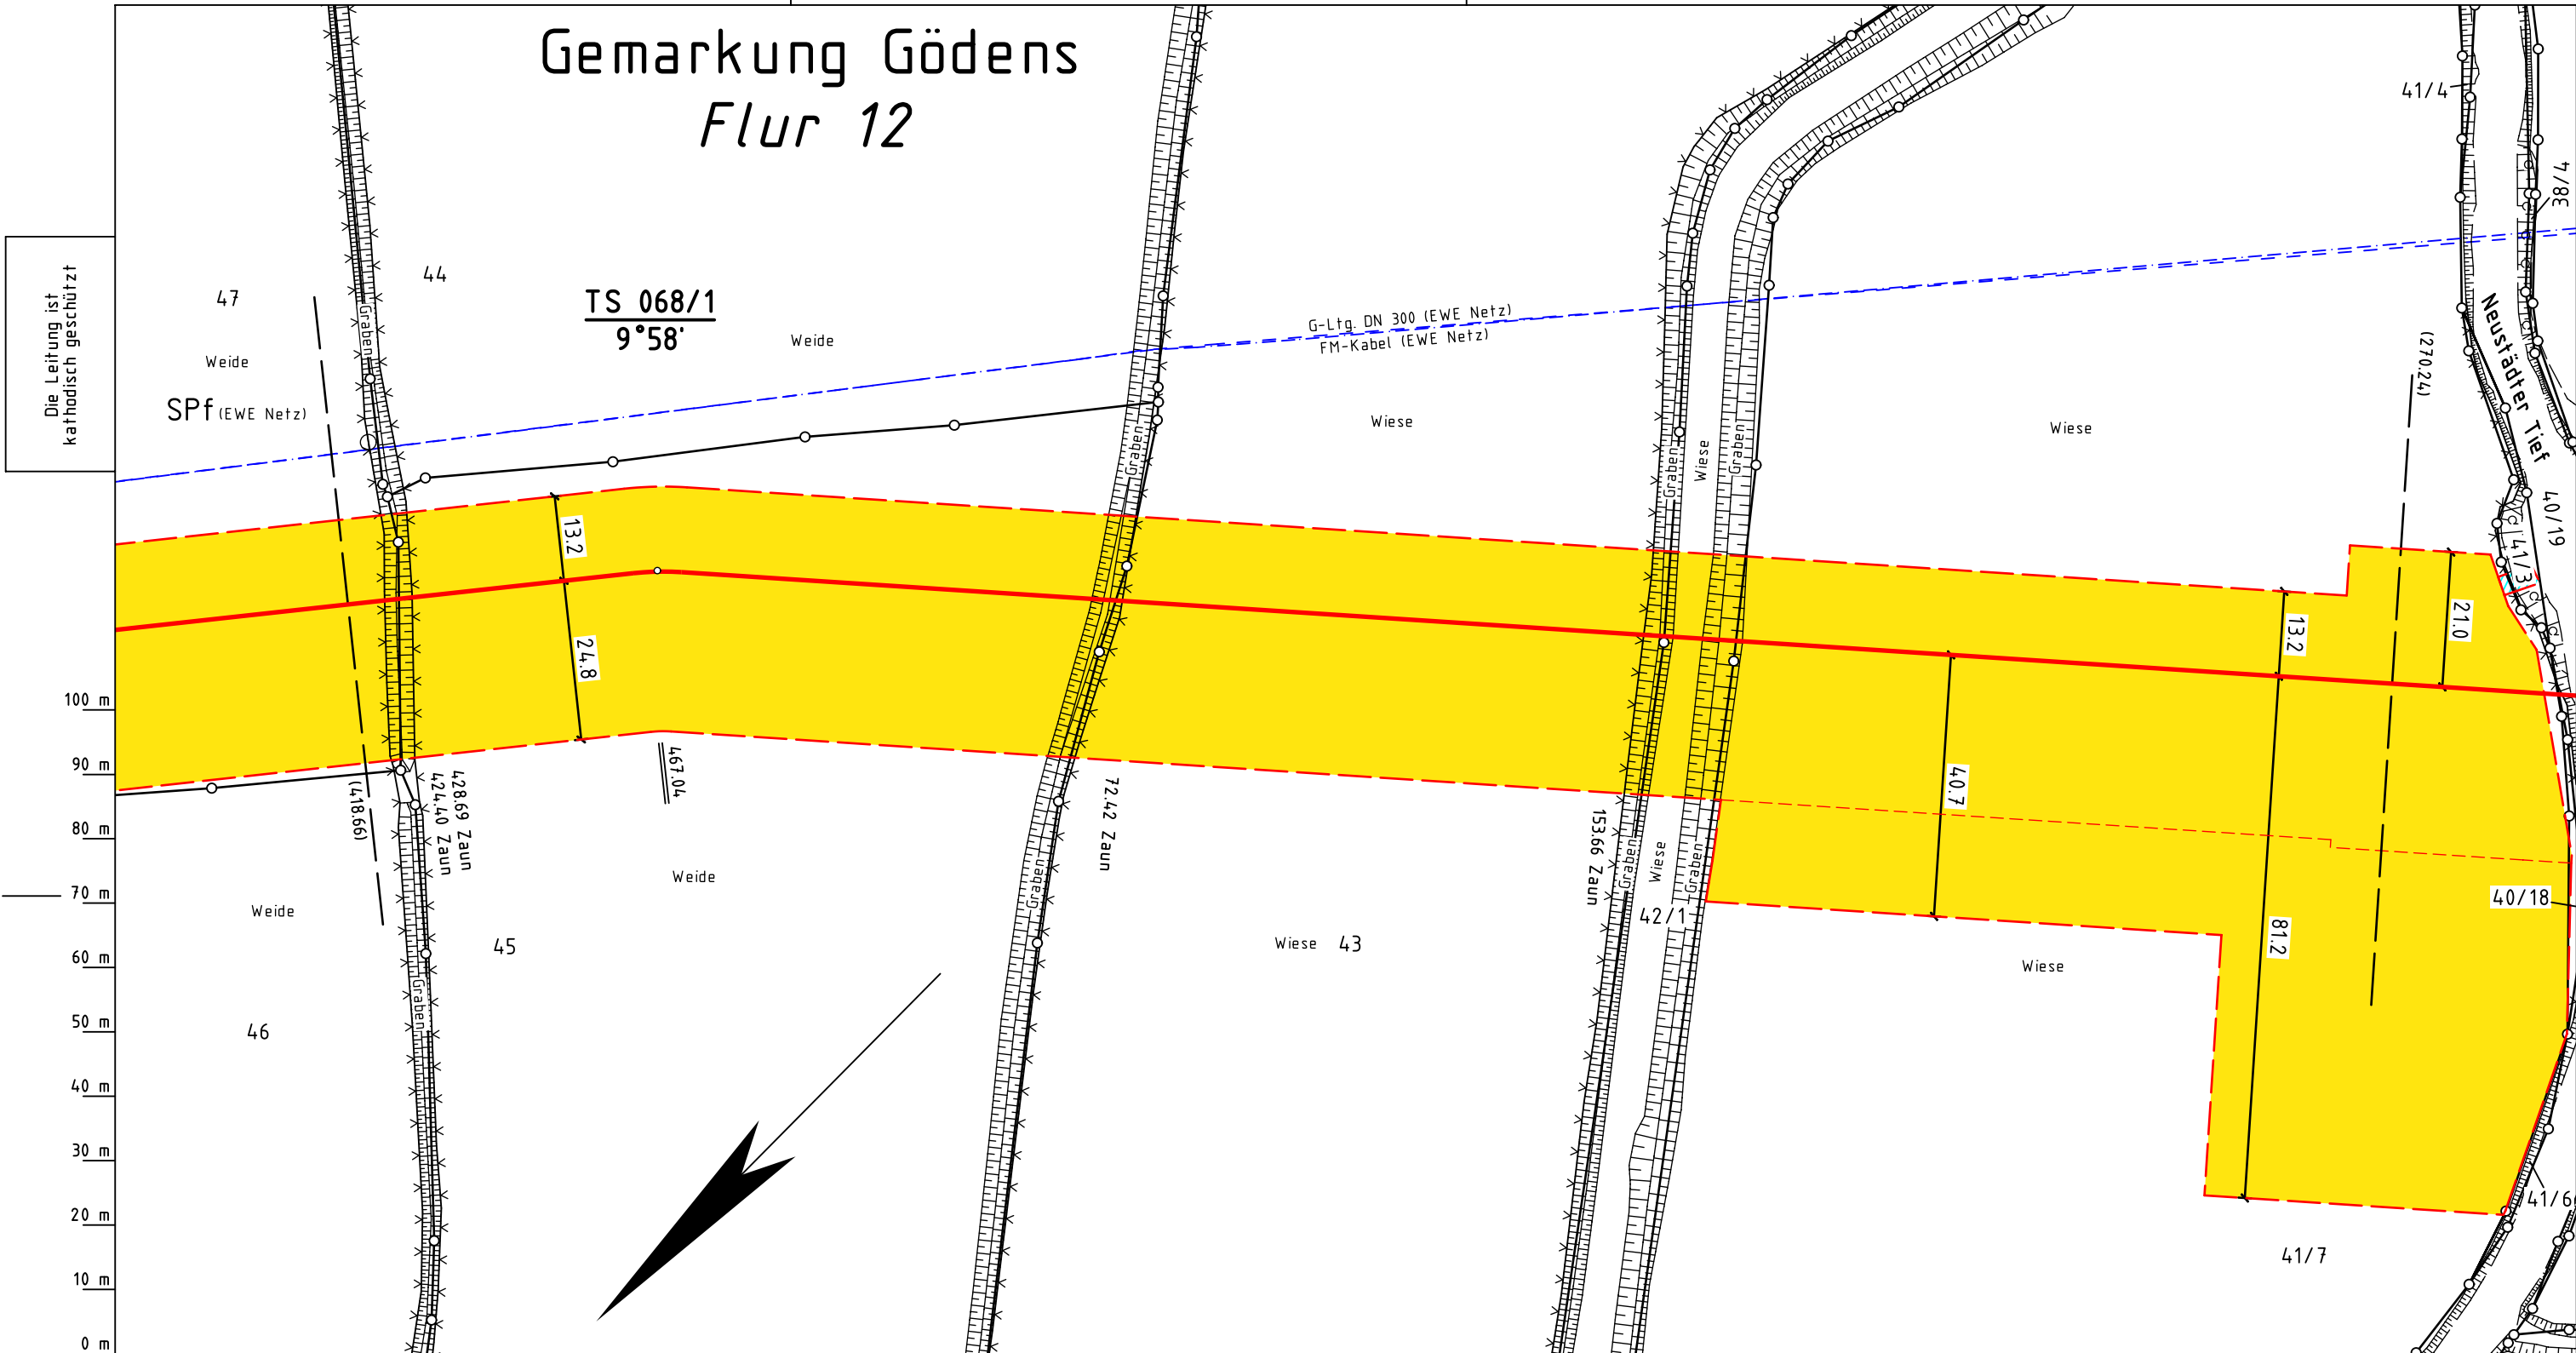 Gemarkung Gödens
Flur 12
Die Leitung ist
kathodisch geschützt
47
44
Weide
SPf (EWE Netz)
Graben
TS 068/1
9°58'
Weide
G-Ltg. DN 300 (EWE Netz)
FM-Kabel (EWE Netz)
Wiese
Graben
Graben
Wiese
Graben
Wiese
41/4
38/4
Neustädter Tief
(270.24)
40/19
41/3
13.2
24.8
13.2
21.0
40.7
81.2
100 m
90 m
80 m
70 m
60 m
50 m
40 m
30 m
20 m
10 m
0 m
(418.66)
428.69 Zaun
424.40 Zaun
467.04
72.42 Zaun
153.66 Zaun
Weide
Weide
45
46
Graben
Graben
Wiese 43
Graben
Wiese
Graben
42/1
Wiese
40/18
41/6
41/7